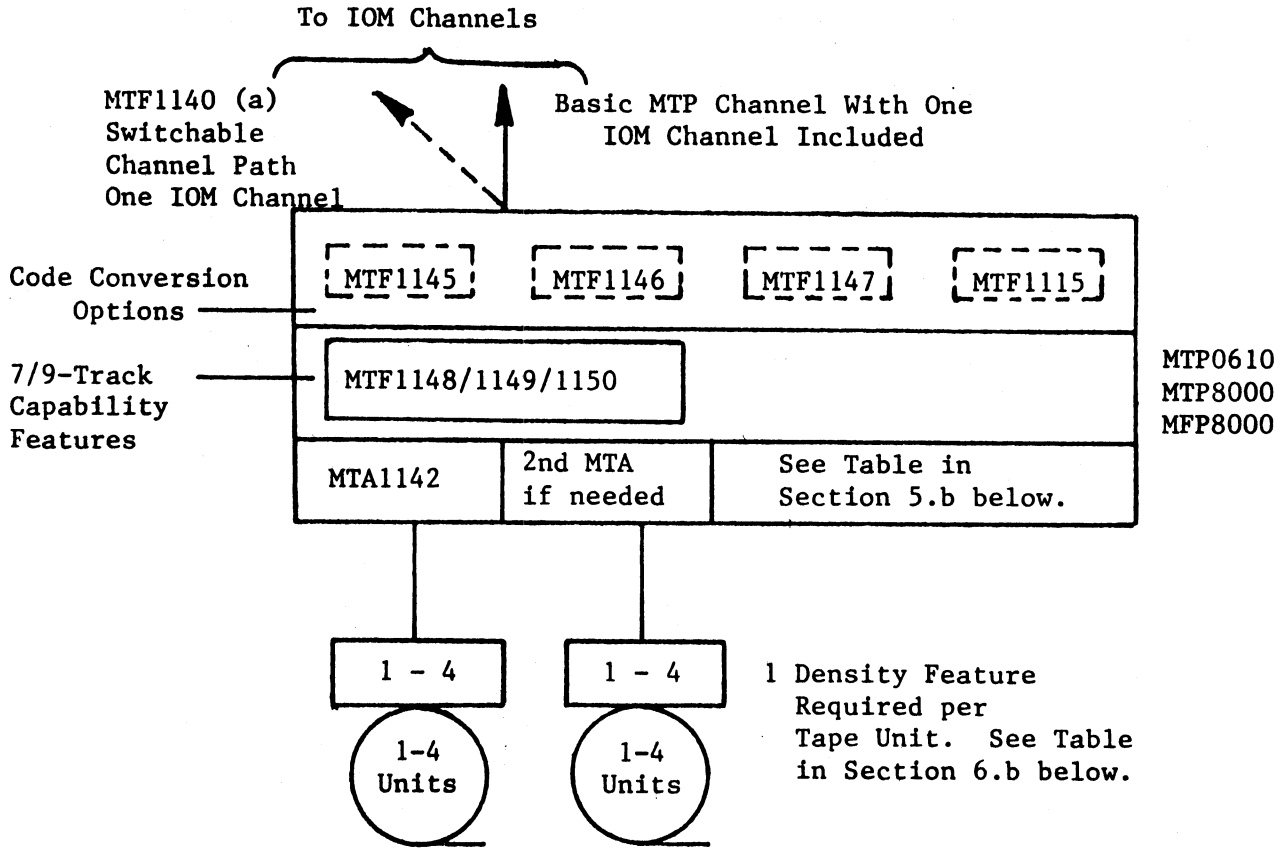 To IOM Channels
MTF1140 (a)
Switchable
Channel Path
One IOM Channel
Basic MTP Channel With One
IOM Channel Included
Code Conversion
Options
MTF1145
MTF1146
MTF1147
MTF1115
7/9-Track
Capability
Features
MTF1148/1149/1150
MTP0610
MTP8000
MFP8000
MTA1142
2nd MTA
if needed
See Table in
Section 5.b below.
1 - 4
1 - 4
1-4
Units
1-4
Units
1 Density Feature
Required per
Tape Unit. See Table
in Section 6.b below.